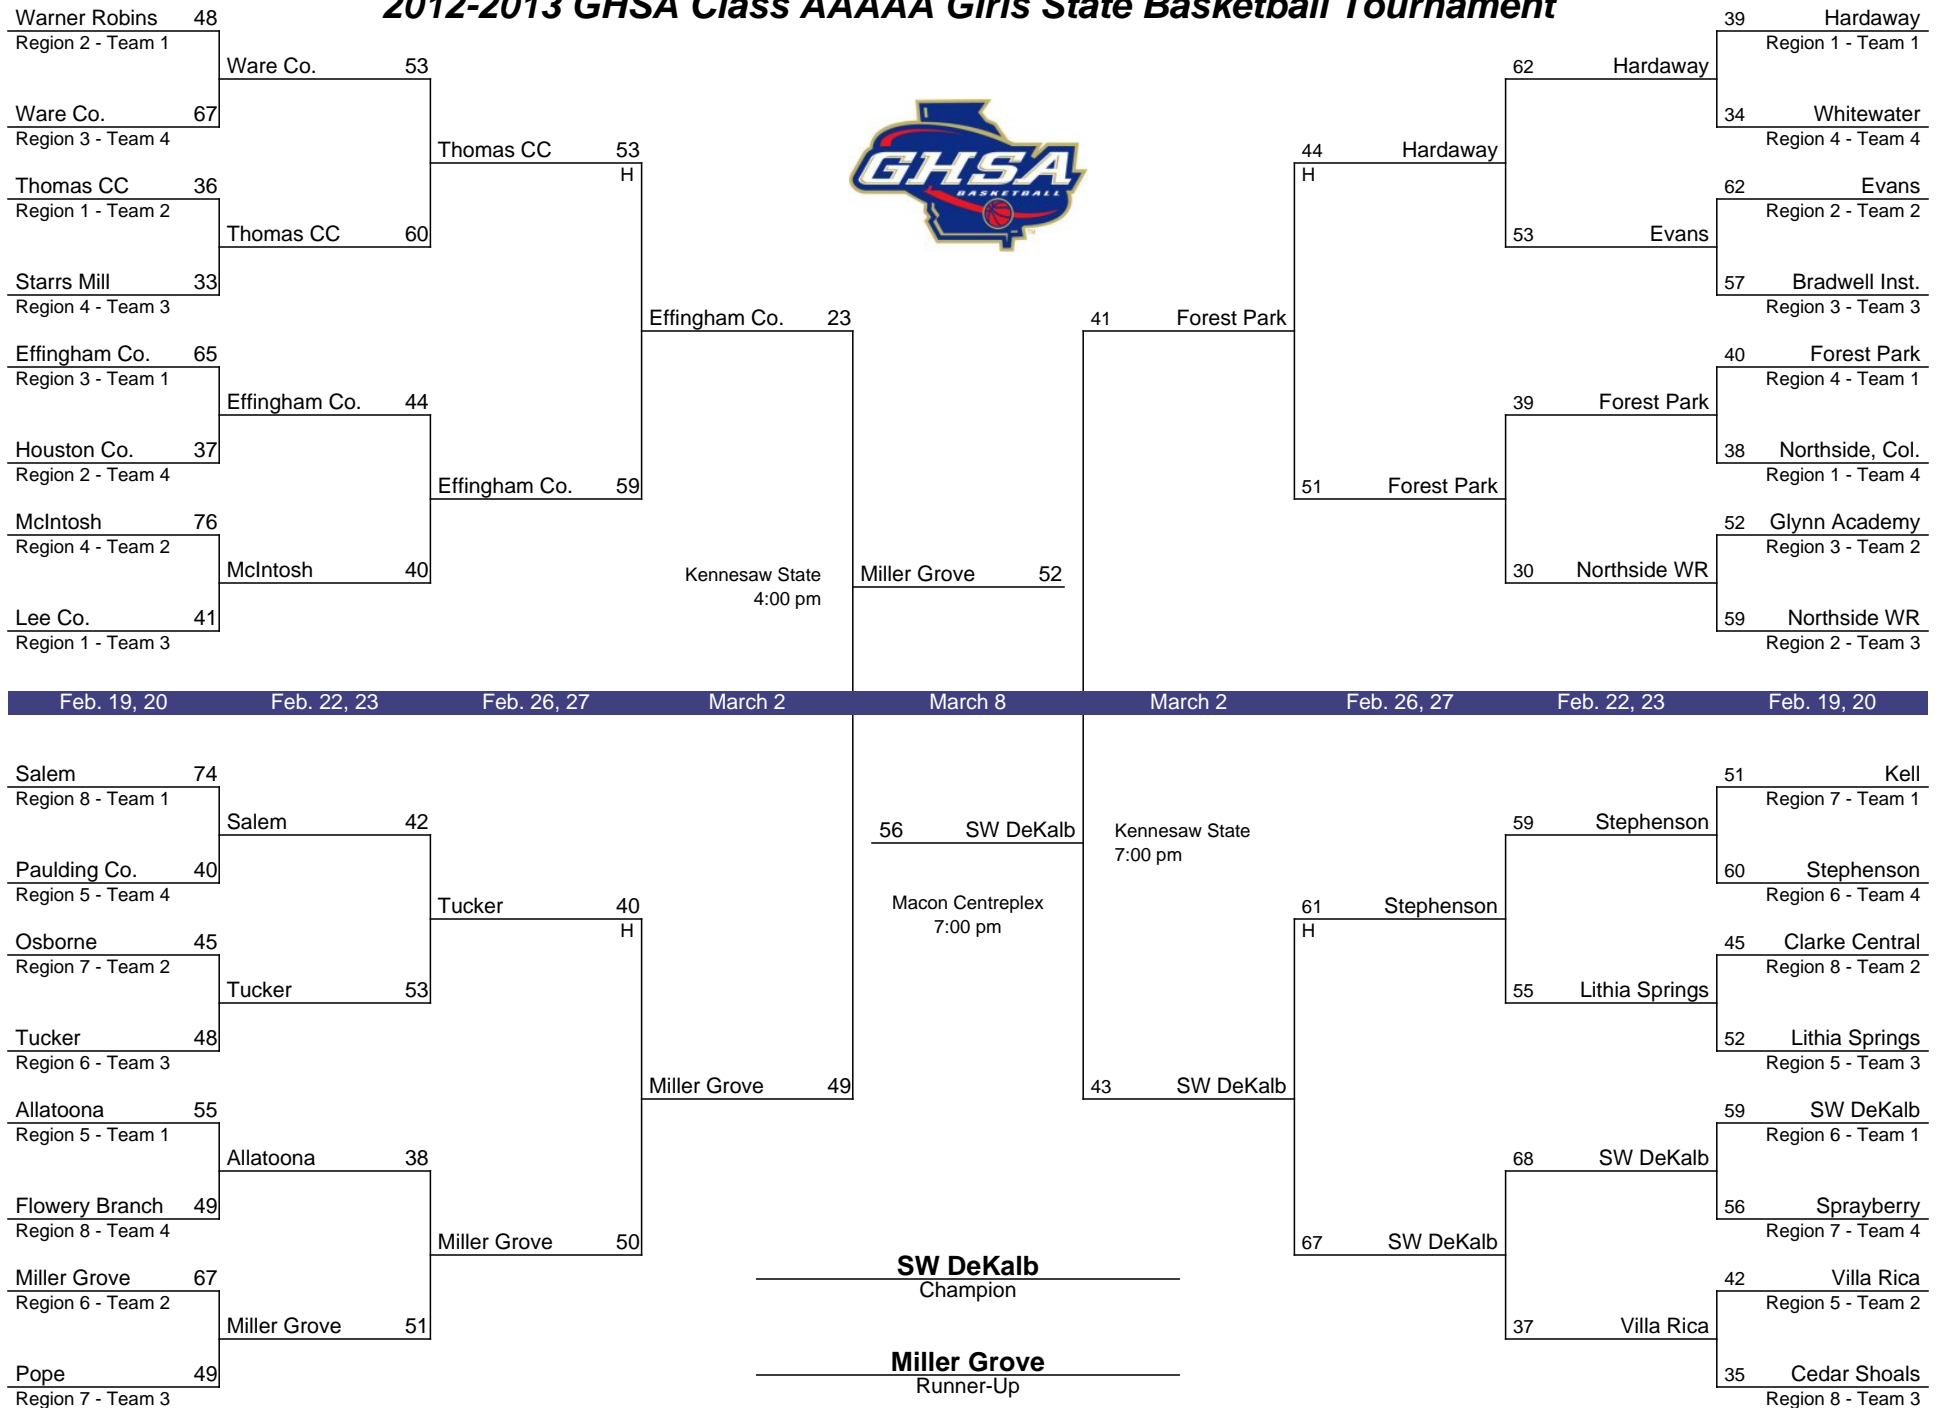 2012-2013 GHSA Class AAAAA Girls State Basketball Tournament
Warner Robins 48
Region 2 - Team 1
Ware Co. 53
Ware Co. 67
Region 3 - Team 4
Thomas CC 53
H
Thomas CC 36
Region 1 - Team 2
Thomas CC 60
Starrs Mill 33
Region 4 - Team 3
Effingham Co. 23
Effingham Co. 65
Region 3 - Team 1
Effingham Co. 44
Houston Co. 37
Region 2 - Team 4
Effingham Co. 59
McIntosh 76
Region 4 - Team 2
McIntosh 40
Lee Co. 41
Region 1 - Team 3
Kennesaw State
4:00 pm
Miller Grove 52
GHSA
BASKETBALL
TM
39 Hardaway
Region 1 - Team 1
62 Hardaway
34 Whitewater
Region 4 - Team 4
44 Hardaway
H
62 Evans
Region 2 - Team 2
53 Evans
57 Bradwell Inst.
Region 3 - Team 3
41 Forest Park
40 Forest Park
Region 4 - Team 1
39 Forest Park
38 Northside, Col.
Region 1 - Team 4
51 Forest Park
52 Glynn Academy
Region 3 - Team 2
30 Northside WR
59 Northside WR
Region 2 - Team 3
Feb. 19, 20 Feb. 22, 23 Feb. 26, 27 March 2 March 8 March 2 Feb. 26, 27 Feb. 22, 23 Feb. 19, 20
Salem 74
Region 8 - Team 1
Salem 42
Paulding Co. 40
Region 5 - Team 4
Tucker 40
H
Osborne 45
Region 7 - Team 2
Tucker 53
Tucker 48
Region 6 - Team 3
Miller Grove 49
Allatoona 55
Region 5 - Team 1
Allatoona 38
Flowery Branch 49
Region 8 - Team 4
Miller Grove 50
Miller Grove 67
Region 6 - Team 2
Miller Grove 51
Pope 49
Region 7 - Team 3
56 SW DeKalb
Kennesaw State
7:00 pm
Macon Centreplex
7:00 pm
51 Kell
Region 7 - Team 1
59 Stephenson
60 Stephenson
Region 6 - Team 4
61 Stephenson
H
45 Clarke Central
Region 8 - Team 2
55 Lithia Springs
52 Lithia Springs
Region 5 - Team 3
43 SW DeKalb
59 SW DeKalb
Region 6 - Team 1
68 SW DeKalb
56 Sprayberry
Region 7 - Team 4
67 SW DeKalb
42 Villa Rica
Region 5 - Team 2
37 Villa Rica
35 Cedar Shoals
Region 8 - Team 3
SW DeKalb
Champion
Miller Grove
Runner-Up